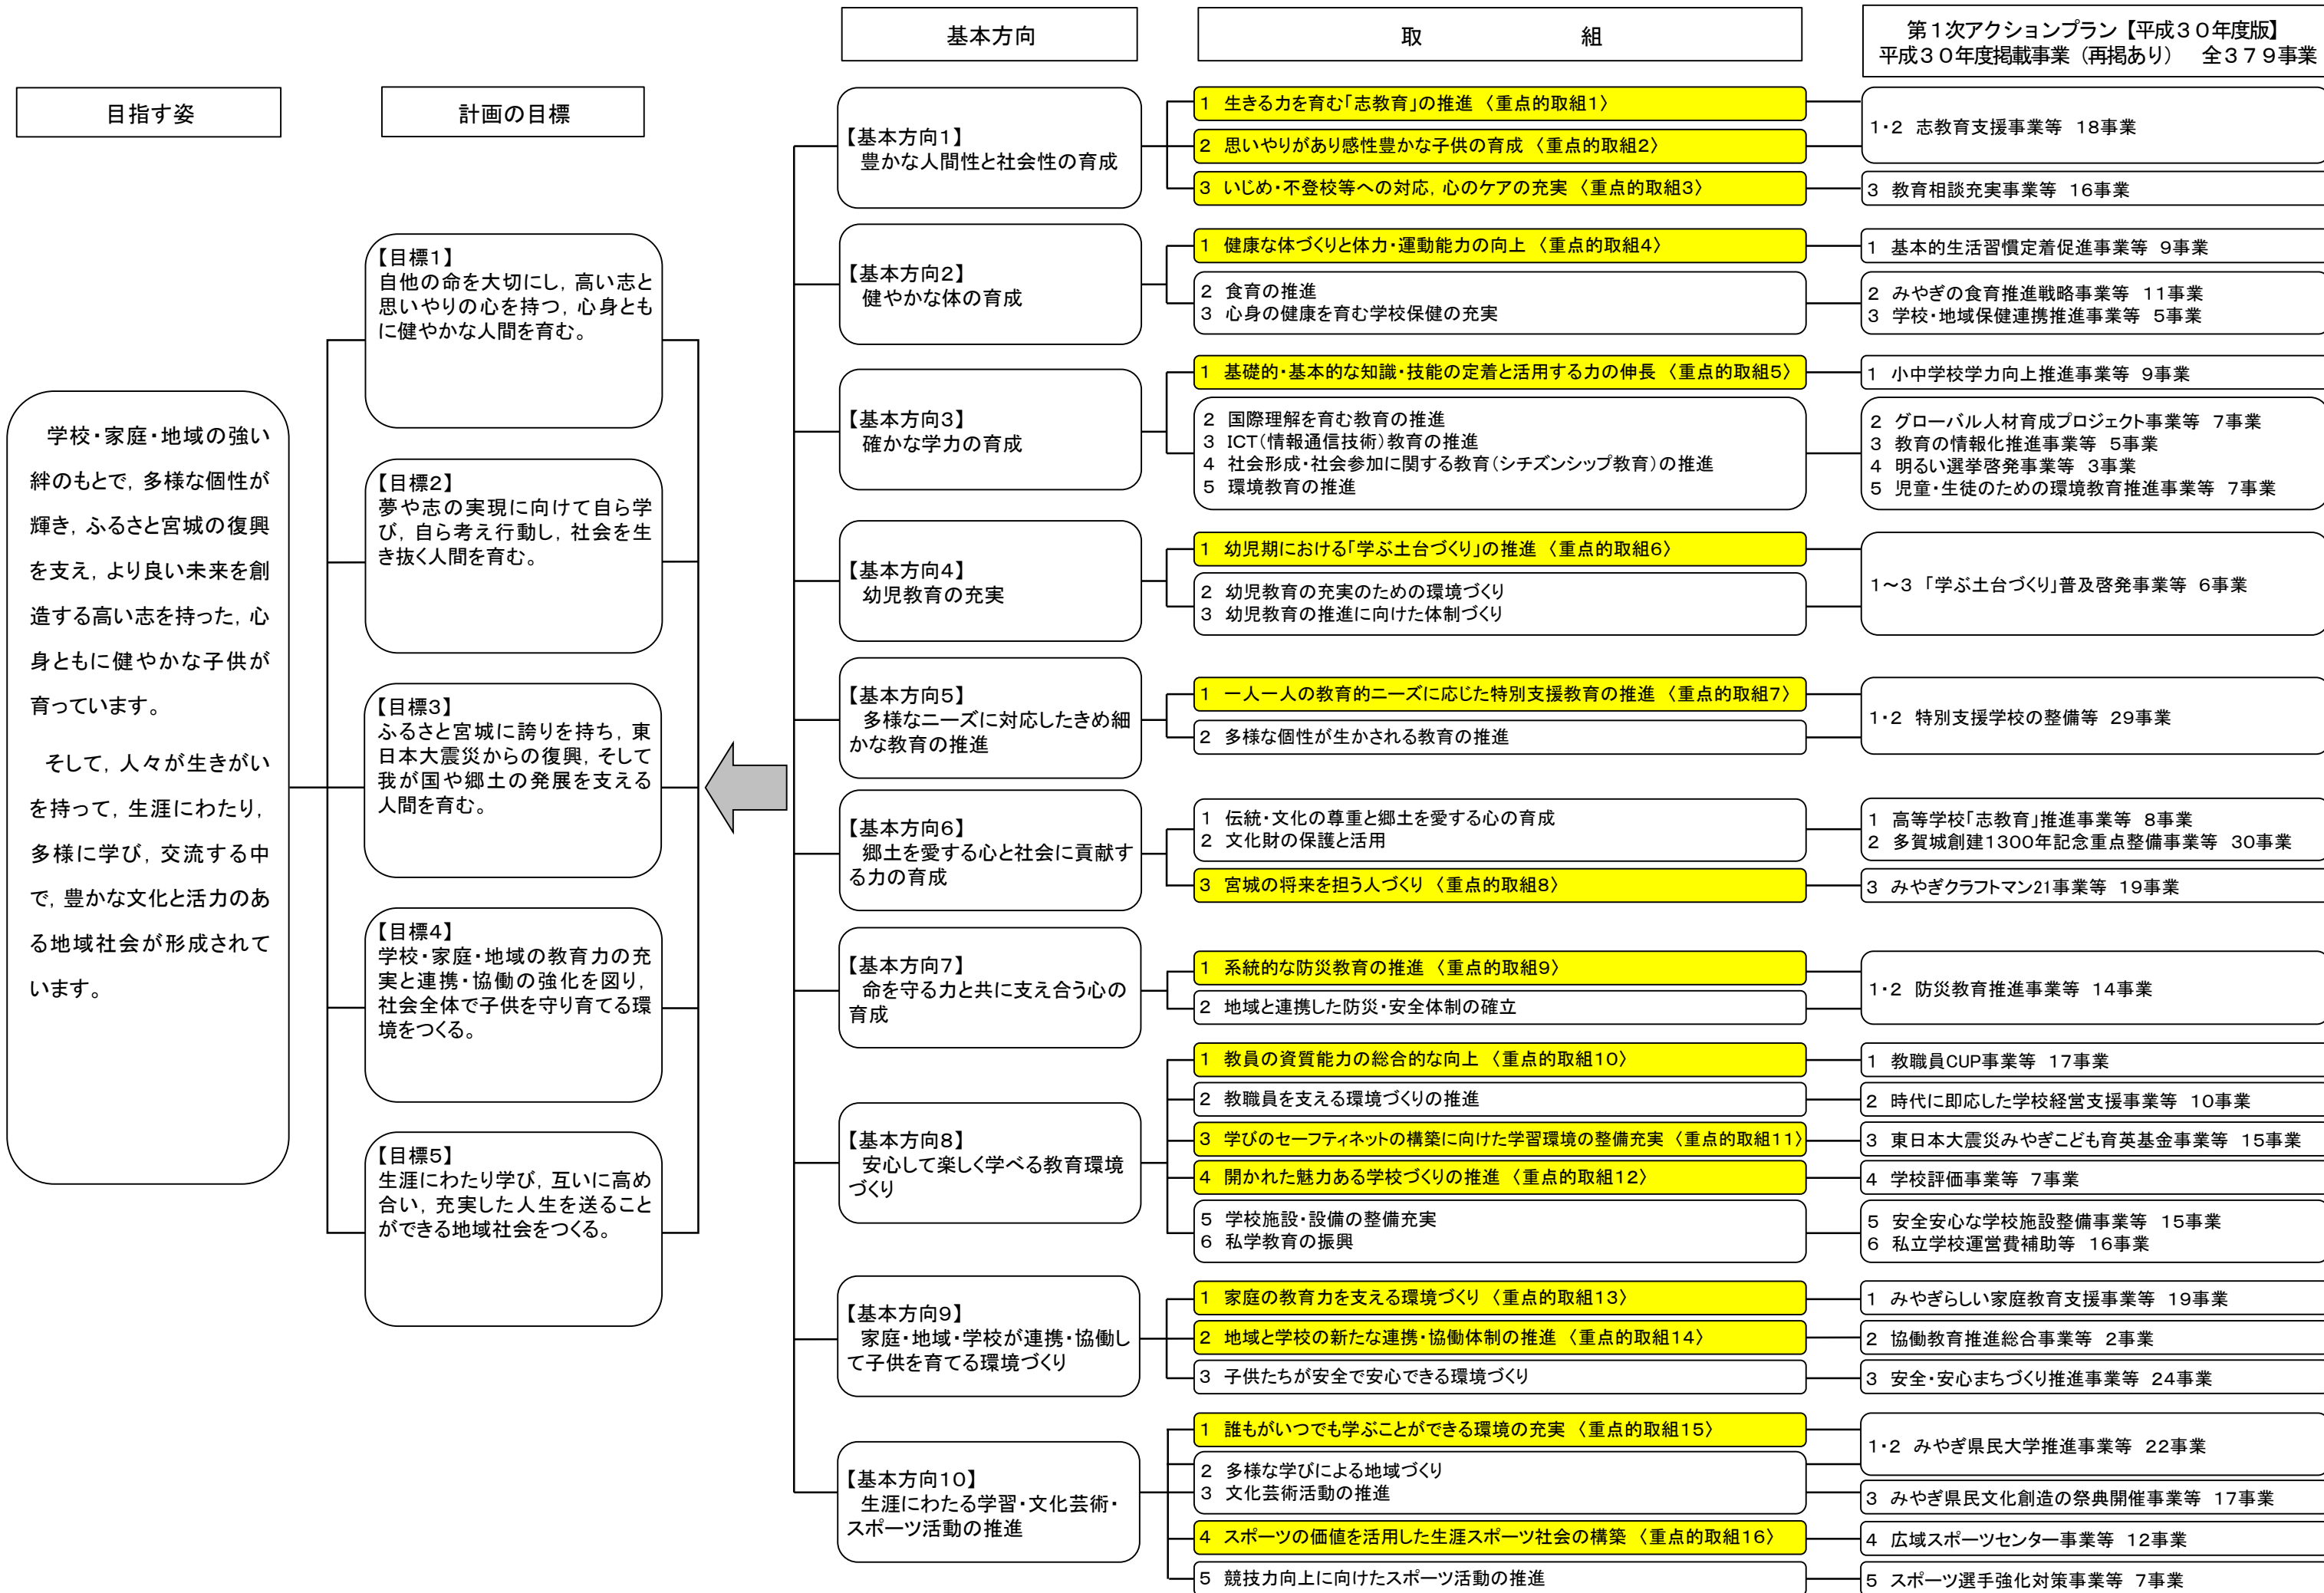 基本方向
取　　　　　組
第１次アクションプラン【平成３０年度版】
平成３０年度掲載事業（再掲あり）　全３７９事業
目指す姿
計画の目標
学校・家庭・地域の強い
絆のもとで，多様な個性が
輝き，ふるさと宮城の復興
を支え，より良い未来を創
造する高い志を持った，心
身ともに健やかな子供が
育っています。
そして，人々が生きがい
を持って，生涯にわたり，
多様に学び，交流する中
で，豊かな文化と活力のあ
る地域社会が形成されて
います。
【目標１】
自他の命を大切にし，高い志と
思いやりの心を持つ，心身とも
に健やかな人間を育む。
【目標２】
夢や志の実現に向けて自ら学
び，自ら考え行動し，社会を生
き抜く人間を育む。
【目標３】
ふるさと宮城に誇りを持ち，東
日本大震災からの復興，そして
我が国や郷土の発展を支える
人間を育む。
【目標４】
学校・家庭・地域の教育力の充
実と連携・協働の強化を図り，
社会全体で子供を守り育てる環
境をつくる。
【目標５】
生涯にわたり学び，互いに高め
合い，充実した人生を送ること
ができる地域社会をつくる。
【基本方向１】
豊かな人間性と社会性の育成
１　生きる力を育む「志教育」の推進〈重点的取組１〉
２　思いやりがあり感性豊かな子供の育成〈重点的取組２〉
３　いじめ・不登校等への対応，心のケアの充実〈重点的取組３〉
１・２　志教育支援事業等　１８事業
３　教育相談充実事業等　１６事業
【基本方向２】
健やかな体の育成
１　健康な体づくりと体力・運動能力の向上〈重点的取組４〉
２　食育の推進
３　心身の健康を育む学校保健の充実
１　基本的生活習慣定着促進事業等　９事業
２　みやぎの食育推進戦略事業等　１１事業
３　学校・地域保健連携推進事業等　５事業
【基本方向３】
確かな学力の育成
１　基礎的・基本的な知識・技能の定着と活用する力の伸長〈重点的取組５〉
２　国際理解を育む教育の推進
３　ICT（情報通信技術）教育の推進
４　社会形成・社会参加に関する教育（シチズンシップ教育）の推進
５　環境教育の推進
１　小中学校学力向上推進事業等　９事業
２　グローバル人材育成プロジェクト事業等　７事業
３　教育の情報化推進事業等　５事業
４　明るい選挙啓発事業等　３事業
５　児童・生徒のための環境教育推進事業等　７事業
【基本方向４】
幼児教育の充実
１　幼児期における「学ぶ土台づくり」の推進〈重点的取組６〉
２　幼児教育の充実のための環境づくり
３　幼児教育の推進に向けた体制づくり
１～３　「学ぶ土台づくり」普及啓発事業等　６事業
【基本方向５】
多様なニーズに対応したきめ細
かな教育の推進
１　一人一人の教育的ニーズに応じた特別支援教育の推進〈重点的取組７〉
２　多様な個性が生かされる教育の推進
１・２　特別支援学校の整備等　２９事業
【基本方向６】
郷土を愛する心と社会に貢献す
る力の育成
１　伝統・文化の尊重と郷土を愛する心の育成
２　文化財の保護と活用
３　宮城の将来を担う人づくり〈重点的取組８〉
１　高等学校「志教育」推進事業等　８事業
２　多賀城創建１３００年記念重点整備事業等　３０事業
３　みやぎクラフトマン21事業等　１９事業
【基本方向７】
命を守る力と共に支え合う心の
育成
１　系統的な防災教育の推進〈重点的取組９〉
２　地域と連携した防災・安全体制の確立
１・２　防災教育推進事業等　１４事業
【基本方向８】
安心して楽しく学べる教育環境
づくり
１　教員の資質能力の総合的な向上〈重点的取組１０〉
２　教職員を支える環境づくりの推進
３　学びのセーフティネットの構築に向けた学習環境の整備充実〈重点的取組１１〉
４　開かれた魅力ある学校づくりの推進〈重点的取組１２〉
５　学校施設・設備の整備充実
６　私学教育の振興
１　教職員CUP事業等　１７事業
２　時代に即応した学校経営支援事業等　１０事業
３　東日本大震災みやぎこども育英基金事業等　１５事業
４　学校評価事業等　７事業
５　安全安心な学校施設整備事業等　１５事業
６　私立学校運営費補助等　１６事業
【基本方向９】
家庭・地域・学校が連携・協働し
て子供を育てる環境づくり
１　家庭の教育力を支える環境づくり〈重点的取組１３〉
２　地域と学校の新たな連携・協働体制の推進〈重点的取組１４〉
３　子供たちが安全で安心できる環境づくり
１　みやぎらしい家庭教育支援事業等　１９事業
２　協働教育推進総合事業等　２事業
３　安全・安心まちづくり推進事業等　２４事業
【基本方向１０】
生涯にわたる学習・文化芸術・
スポーツ活動の推進
１　誰もがいつでも学ぶことができる環境の充実〈重点的取組１５〉
２　多様な学びによる地域づくり
３　文化芸術活動の推進
４　スポーツの価値を活用した生涯スポーツ社会の構築〈重点的取組１６〉
５　競技力向上に向けたスポーツ活動の推進
１・２　みやぎ県民大学推進事業等　２２事業
３　みやぎ県民文化創造の祭典開催事業等　１７事業
４　広域スポーツセンター事業等　１２事業
５　スポーツ選手強化対策事業等　７事業